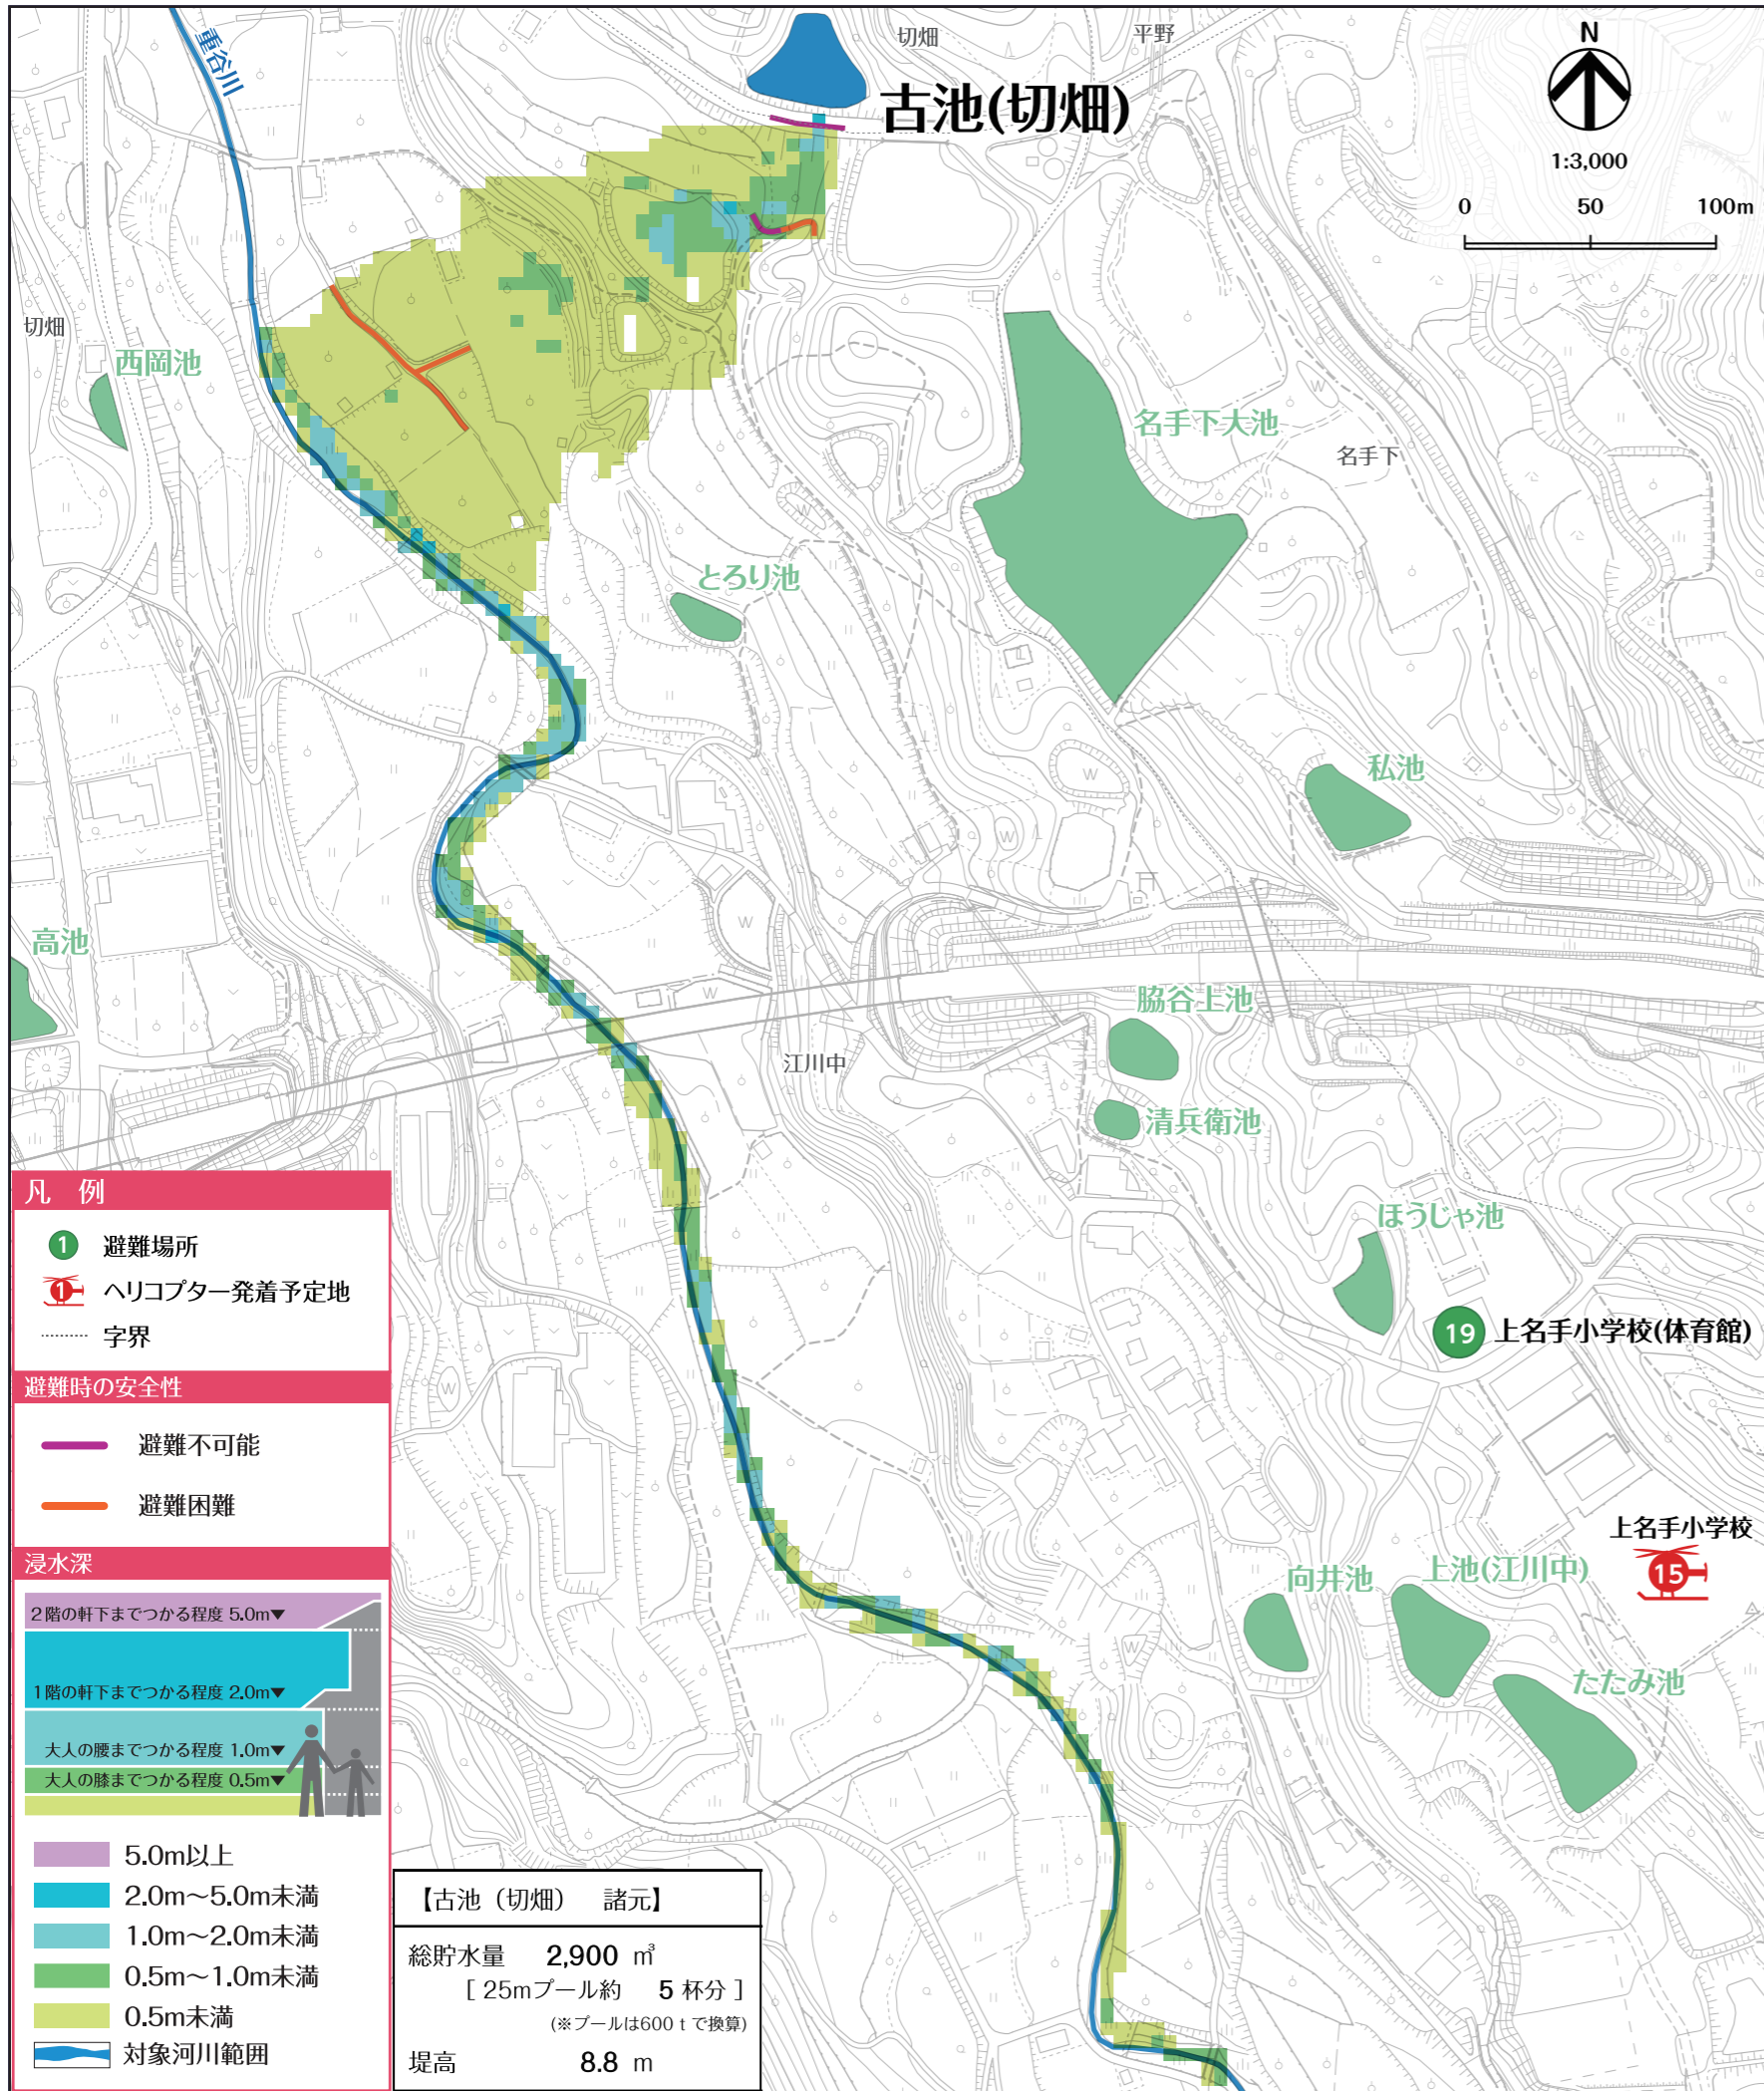 重谷川
切畑
平野
古池(切畑)
N
1:3,000
0 50 100m
切畑
西岡池
名手下大池
名手下
とろり池
私池
高池
脇谷上池
江川中
清兵衛池
ほうじゃ池
19 上名手小学校(体育館)
上名手小学校
15
向井池
上池(江川中)
たたみ池
凡 例
1 避難場所
1 ヘリコプター発着予定地
字界
避難時の安全性
避難不可能
避難困難
浸水深
2階の軒下までつかる程度 5.0m▼
1階の軒下までつかる程度 2.0m▼
大人の腰までつかる程度 1.0m▼
大人の膝までつかる程度 0.5m▼
5.0m以上
2.0m～5.0m未満
1.0m～2.0m未満
0.5m～1.0m未満
0.5m未満
対象河川範囲
【古池（切畑） 諸元】
総貯水量 2,900 ㎥
[ 25mプール約 5 杯分 ]
(※プールは600ｔで換算)
堤高 8.8 m
W
W
W
W
W
W
W
W
W
W